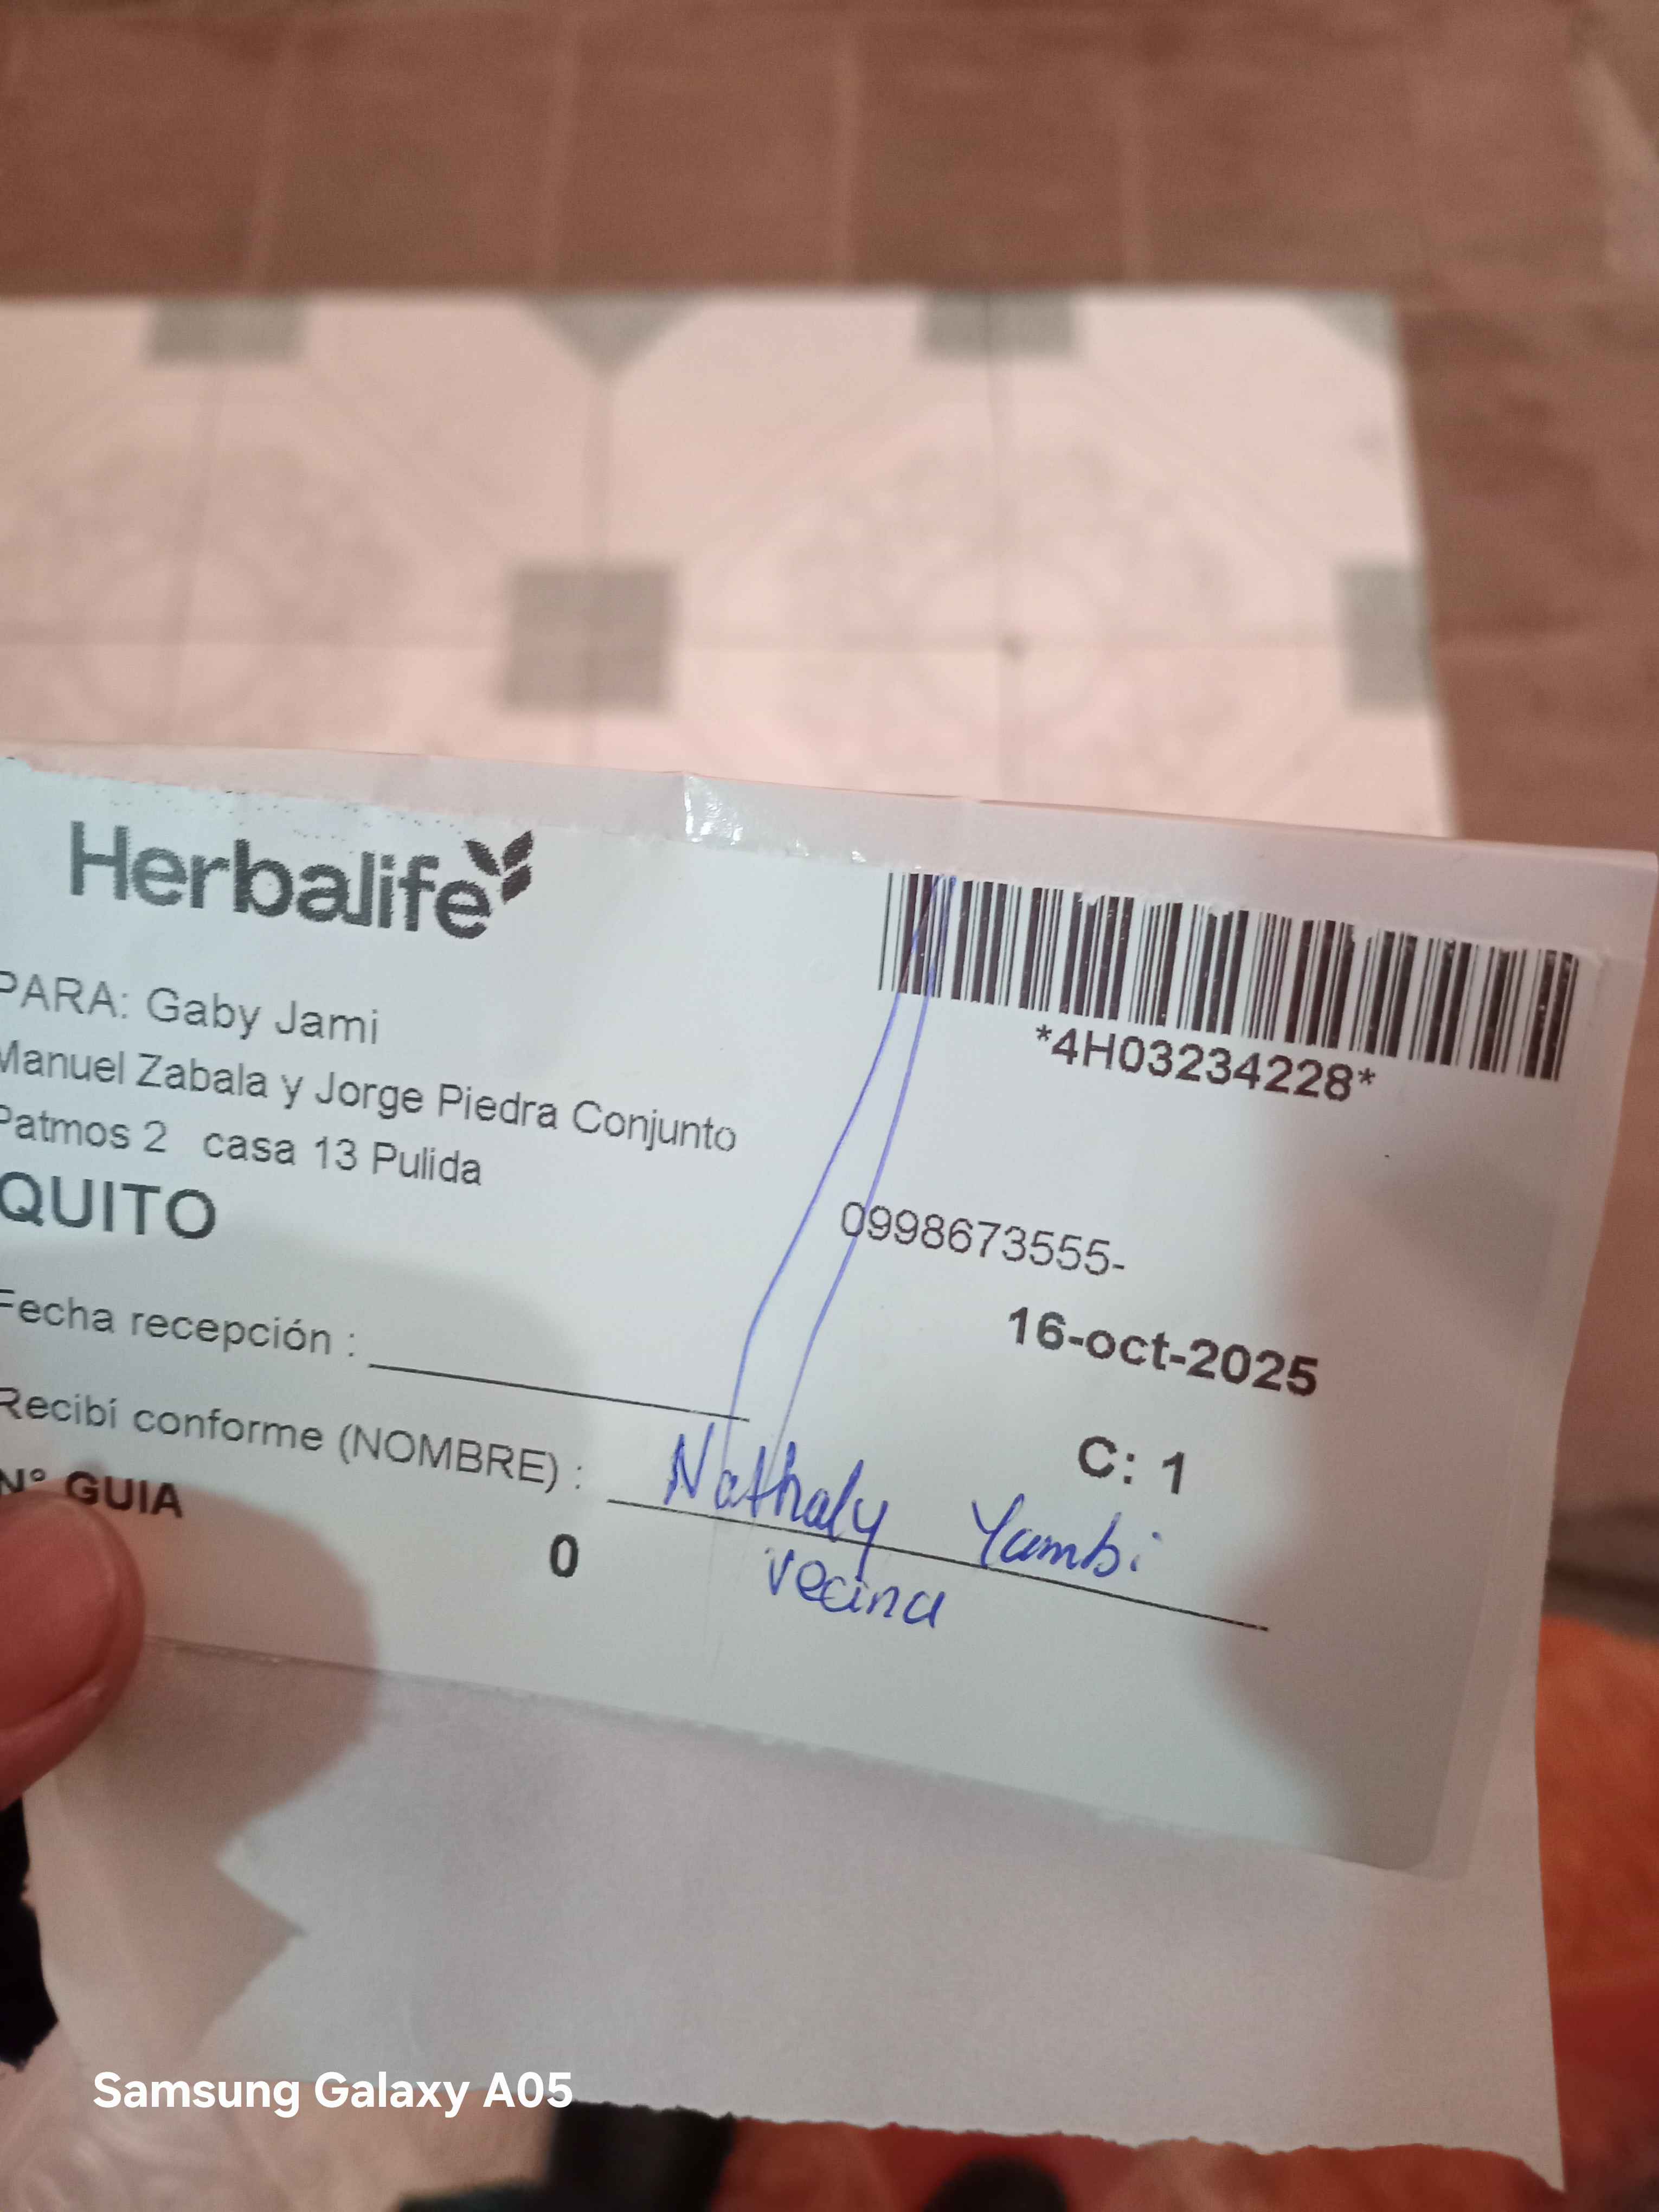 Herbalife
*4H03234228*
PARA: Gaby Jami
Manuel Zabala y Jorge Piedra Conjunto
Patmos 2 casa 13 Pulida
QUITO
0998673555-
16-oct-2025
Fecha recepción :
C: 1
Recibí conforme (NOMBRE) : Nathaly Yambi
vecina
N° GUIA
0
Samsung Galaxy A05